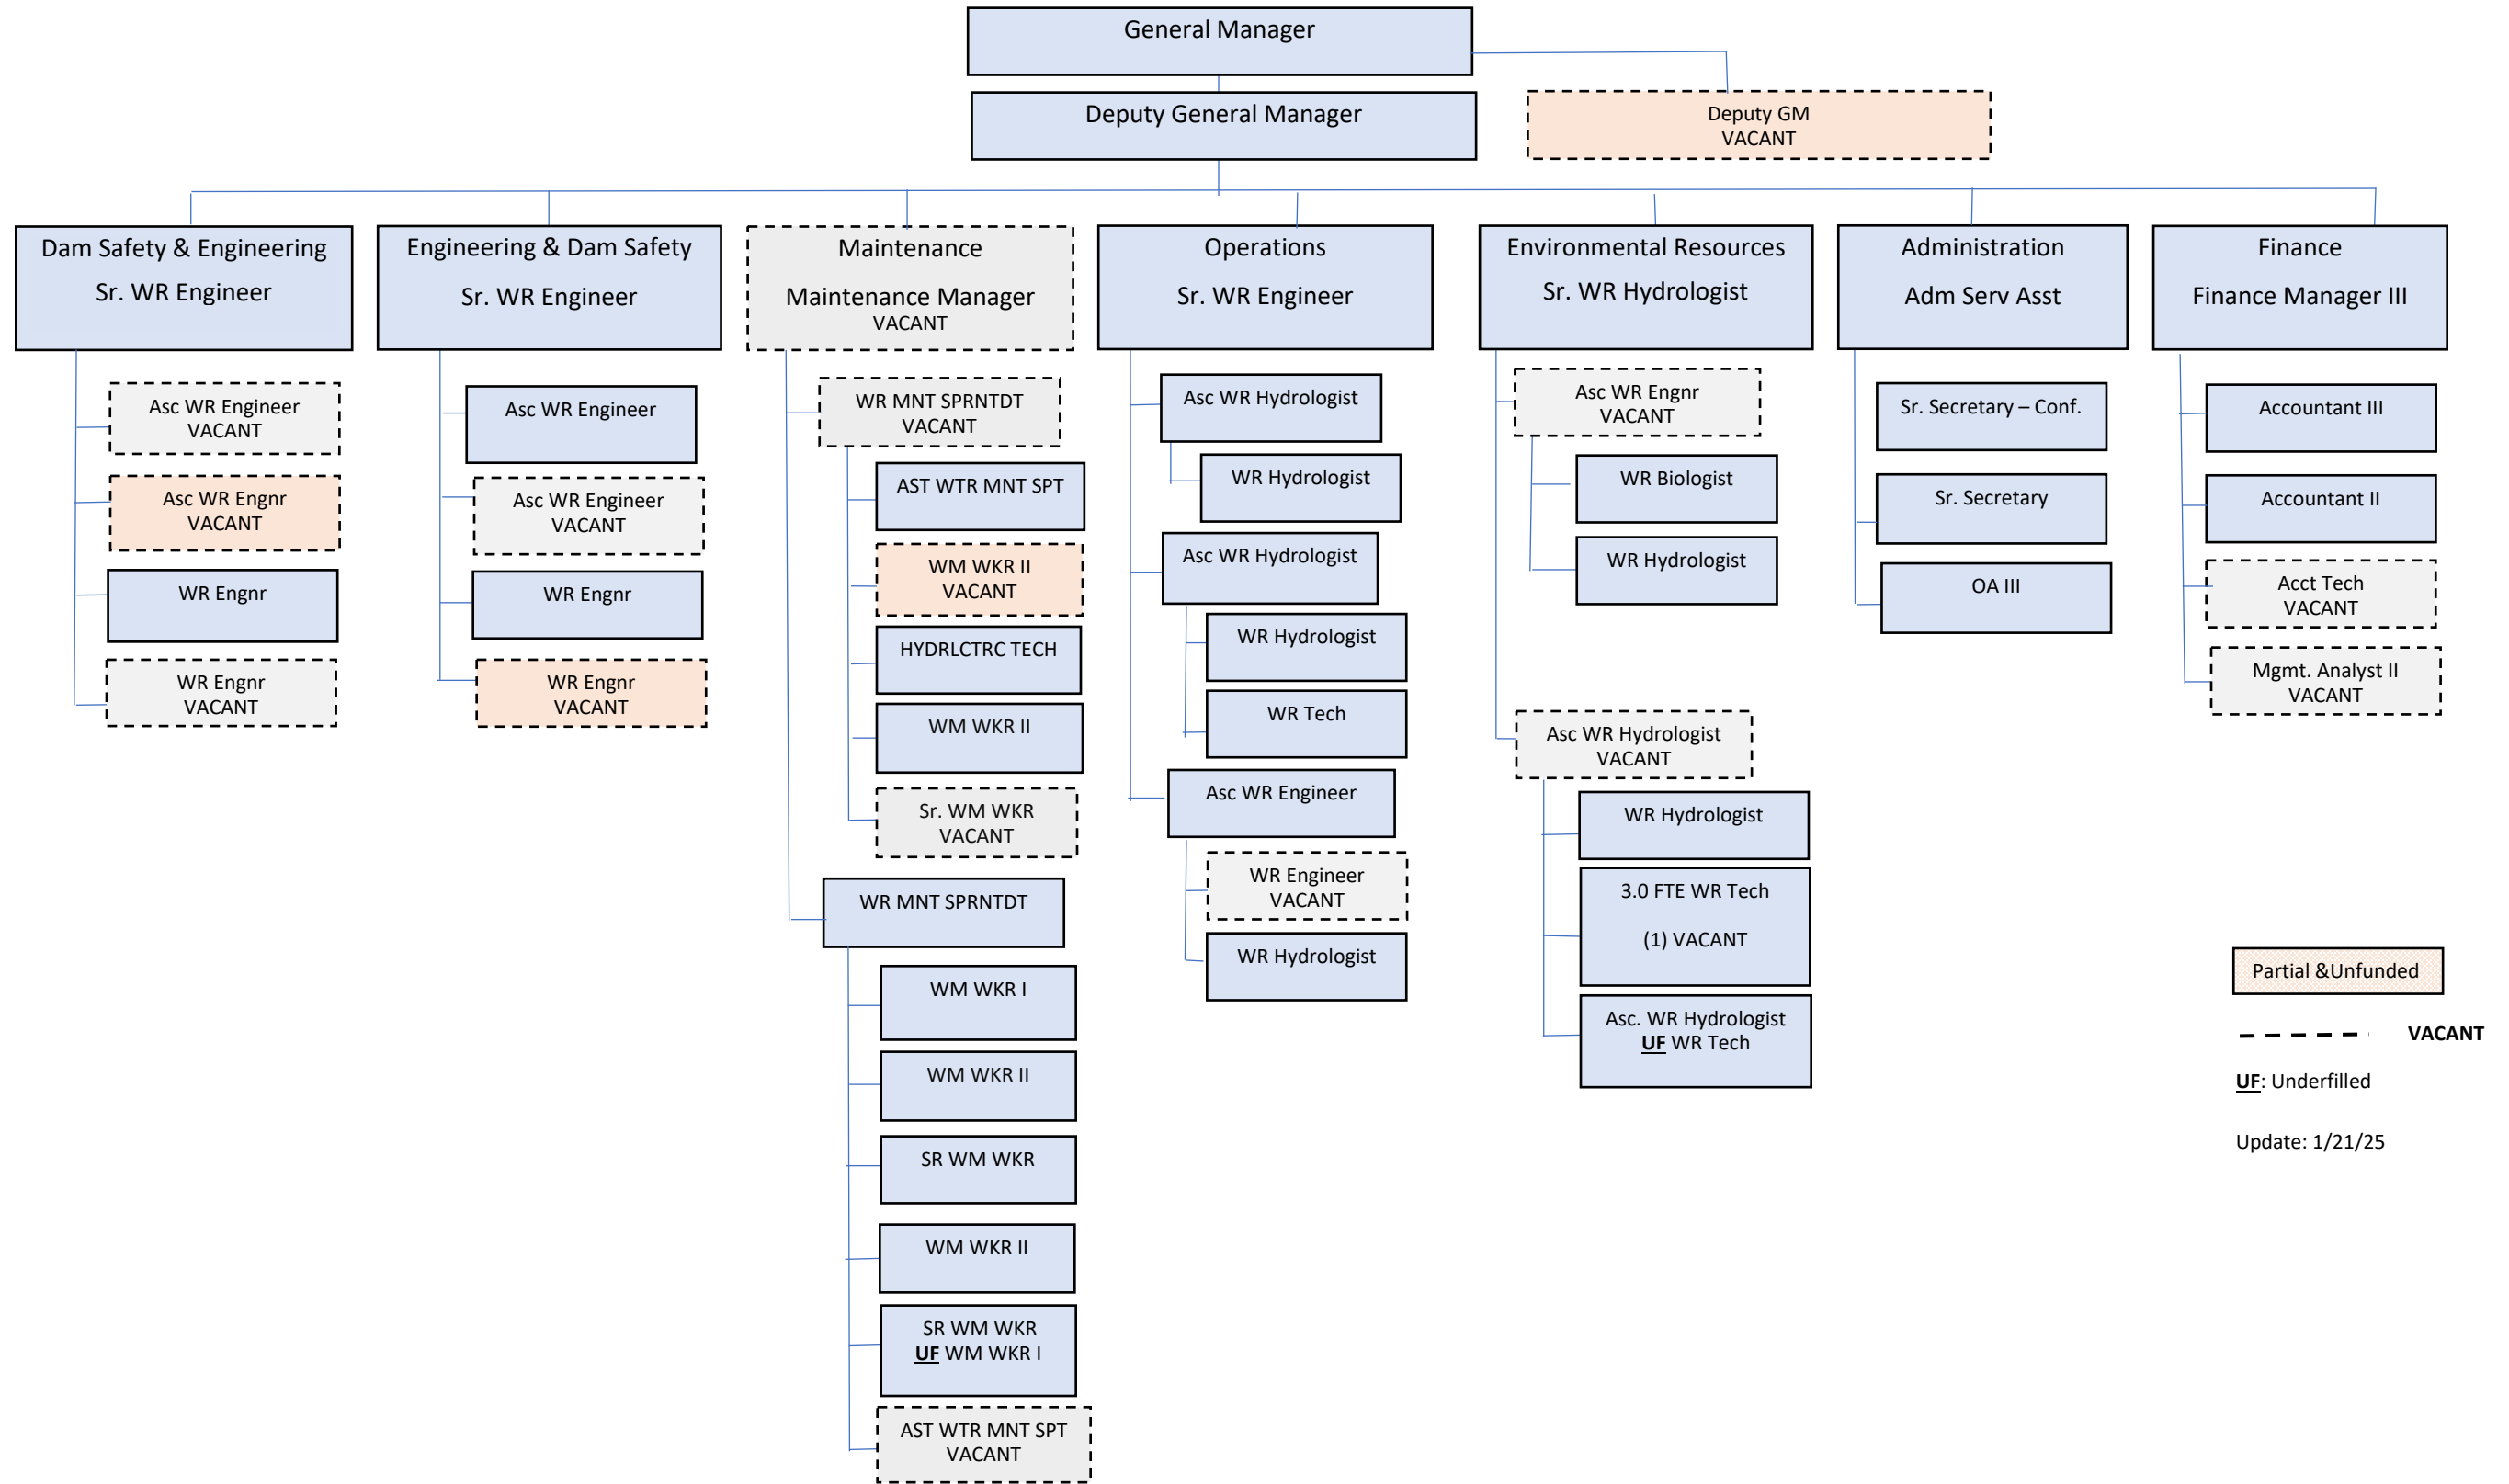 General Manager
Deputy General Manager
Deputy GM
VACANT
Dam Safety & Engineering
Sr. WR Engineer
Asc WR Engineer
VACANT
Asc WR Engnr
VACANT
WR Engnr
WR Engnr
VACANT
Engineering & Dam Safety
Sr. WR Engineer
Asc WR Engineer
Asc WR Engineer
VACANT
WR Engnr
WR Engnr
VACANT
Maintenance
Maintenance Manager
VACANT
WR MNT SPRNTDT
VACANT
AST WTR MNT SPT
WM WKR II
VACANT
HYDRLCTRC TECH
WM WKR II
Sr. WM WKR
VACANT
WR MNT SPRNTDT
WM WKR I
WM WKR II
SR WM WKR
WM WKR II
SR WM WKR
UF WM WKR I
AST WTR MNT SPT
VACANT
Operations
Sr. WR Engineer
Asc WR Hydrologist
WR Hydrologist
Asc WR Hydrologist
WR Hydrologist
WR Tech
Asc WR Engineer
WR Engineer
VACANT
WR Hydrologist
Environmental Resources
Sr. WR Hydrologist
Asc WR Engnr
VACANT
WR Biologist
WR Hydrologist
Asc WR Hydrologist
VACANT
WR Hydrologist
3.0 FTE WR Tech
(1) VACANT
Asc. WR Hydrologist
UF WR Tech
Administration
Adm Serv Asst
Sr. Secretary – Conf.
Sr. Secretary
OA III
Finance
Finance Manager III
Accountant III
Accountant II
Acct Tech
VACANT
Mgmt. Analyst II
VACANT
Partial &Unfunded
VACANT
UF: Underfilled
Update: 1/21/25